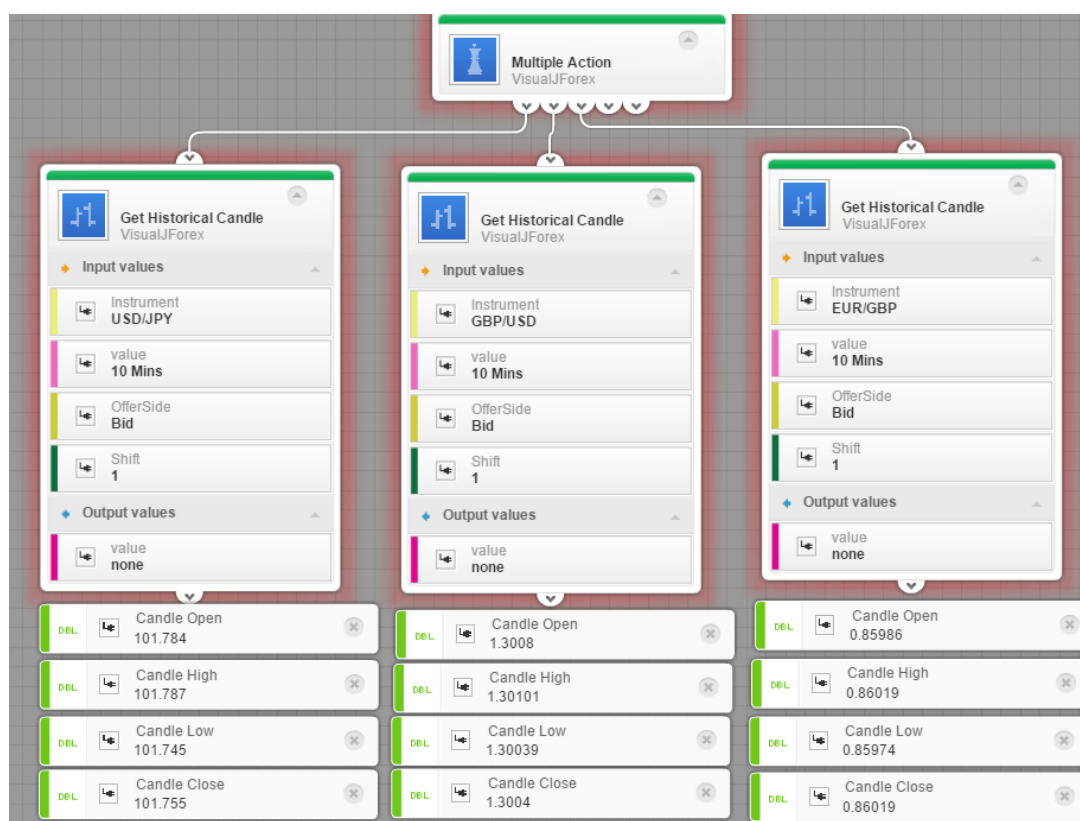 Multiple Action
VisualJForex
Get Historical Candle
VisualJForex
Input values
Instrument
USD/JPY
value
10 Mins
OfferSide
Bid
Shift
1
Output values
value
none
DBL
Candle Open
101.784
DBL
Candle High
101.787
DBL
Candle Low
101.745
DBL
Candle Close
101.755
Get Historical Candle
VisualJForex
Input values
Instrument
GBP/USD
value
10 Mins
OfferSide
Bid
Shift
1
Output values
value
none
DBL
Candle Open
1.3008
DBL
Candle High
1.30101
DBL
Candle Low
1.30039
DBL
Candle Close
1.3004
Get Historical Candle
VisualJForex
Input values
Instrument
EUR/GBP
value
10 Mins
OfferSide
Bid
Shift
1
Output values
value
none
DBL
Candle Open
0.85986
DBL
Candle High
0.86019
DBL
Candle Low
0.85974
DBL
Candle Close
0.86019